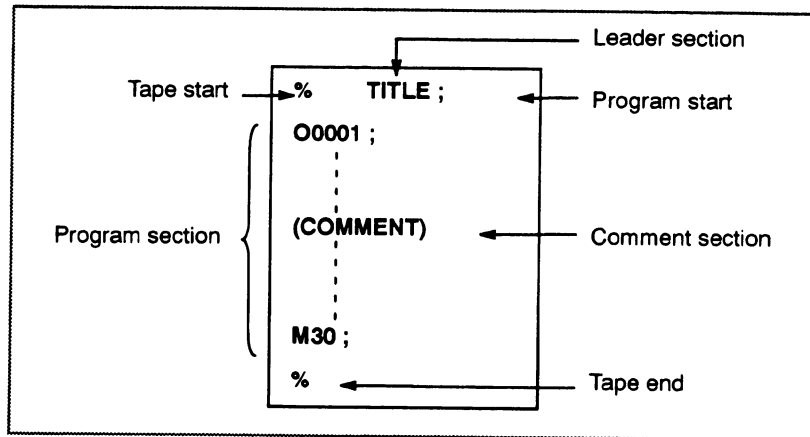 Leader section
Tape start % TITLE ; Program start
O0001 ;
Program section (COMMENT) Comment section
M30 ;
% Tape end